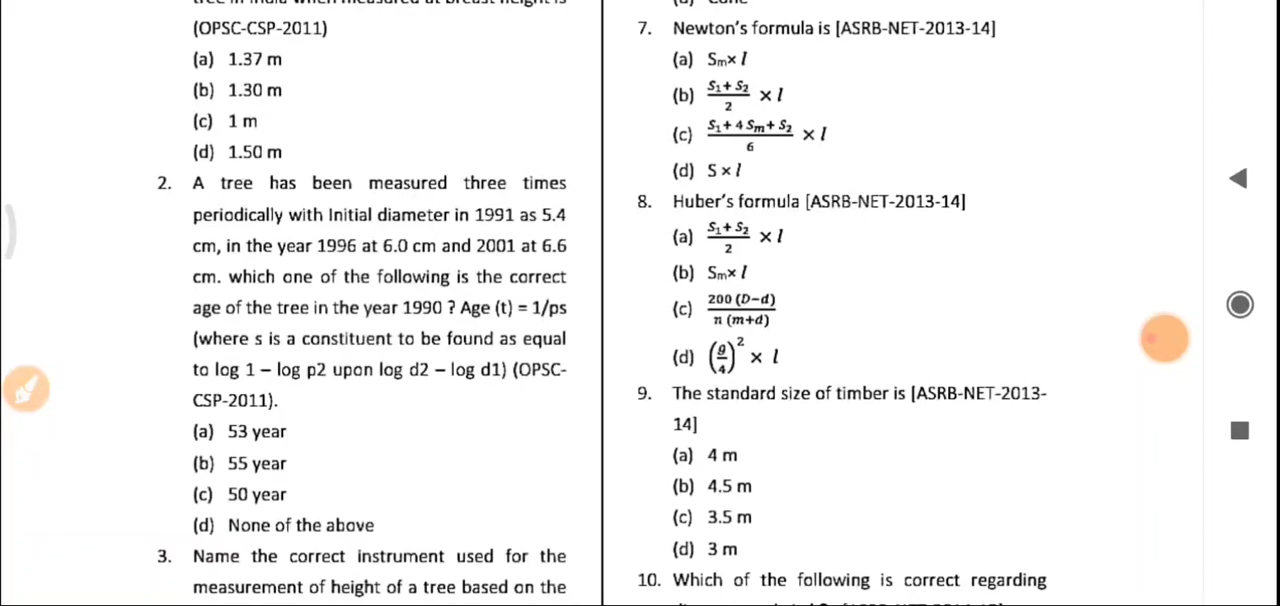 (OPSC-CSP-2011)
(a) 1.37 m
(b) 1.30 m
(c) 1 m
(d) 1.50 m
2. A tree has been measured three times
periodically with Initial diameter in 1991 as 5.4
cm, in the year 1996 at 6.0 cm and 2001 at 6.6
cm. which one of the following is the correct
age of the tree in the year 1990 ? Age (t) = 1/ps
(where s is a constituent to be found as equal
to log 1 – log p2 upon log d2 – log d1) (OPSC-
CSP-2011).
(a) 53 year
(b) 55 year
(c) 50 year
(d) None of the above
3. Name the correct instrument used for the
measurement of height of a tree based on the
7. Newton's formula is [ASRB-NET-2013-14]
(a) Sm× l
(b) S₁+ S₂ / 2 × l
(c) S₁+ 4 Sm+ S₂ / 6 × l
(d) S × l
8. Huber's formula [ASRB-NET-2013-14]
(a) S₁+ S₂ / 2 × l
(b) Sm× l
(c) 200 (D–d) / n (m+d)
(d) (g/4)² × l
9. The standard size of timber is [ASRB-NET-2013-
14]
(a) 4 m
(b) 4.5 m
(c) 3.5 m
(d) 3 m
10. Which of the following is correct regarding